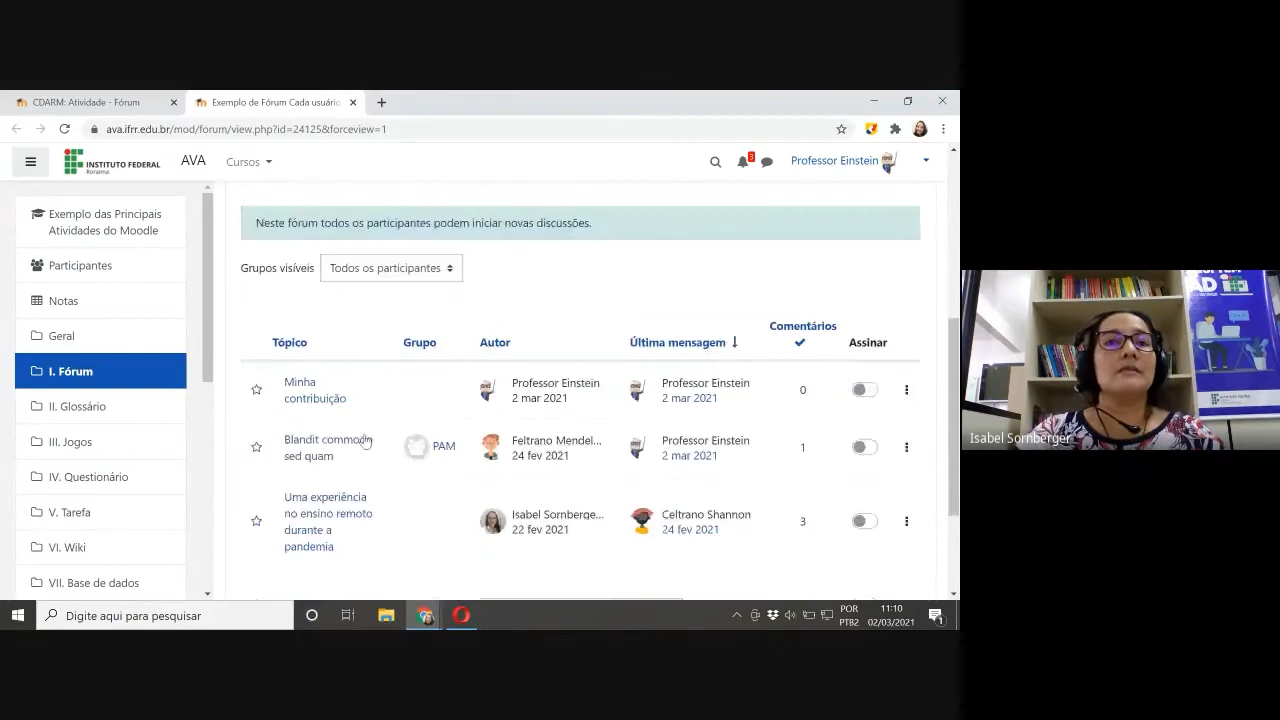 CDARM: Atividade - Fórum
Exemplo de Fórum Cada usuário
ava.ifrr.edu.br/mod/forum/view.php?id=24125&forceview=1
INSTITUTO FEDERAL
Roraima
AVA
Cursos
3
Professor Einstein
Exemplo das Principais
Atividades do Moodle
Participantes
Notas
Geral
I. Fórum
II. Glossário
III. Jogos
IV. Questionário
V. Tarefa
VI. Wiki
VII. Base de dados
Neste fórum todos os participantes podem iniciar novas discussões.
Grupos visíveis
Todos os participantes
Tópico
Grupo
Autor
Última mensagem
Comentários
Assinar
Minha
contribuição
Professor Einstein
2 mar 2021
Professor Einstein
2 mar 2021
0
Blandit commodo
sed quam
PAM
Feltrano Mendel...
24 fev 2021
Professor Einstein
2 mar 2021
1
Uma experiência
no ensino remoto
durante a
pandemia
Isabel Sornberge...
22 fev 2021
Celtrano Shannon
24 fev 2021
3
Digite aqui para pesquisar
POR
PTB2
11:10
02/03/2021
1
AD
Isabel Sornberger